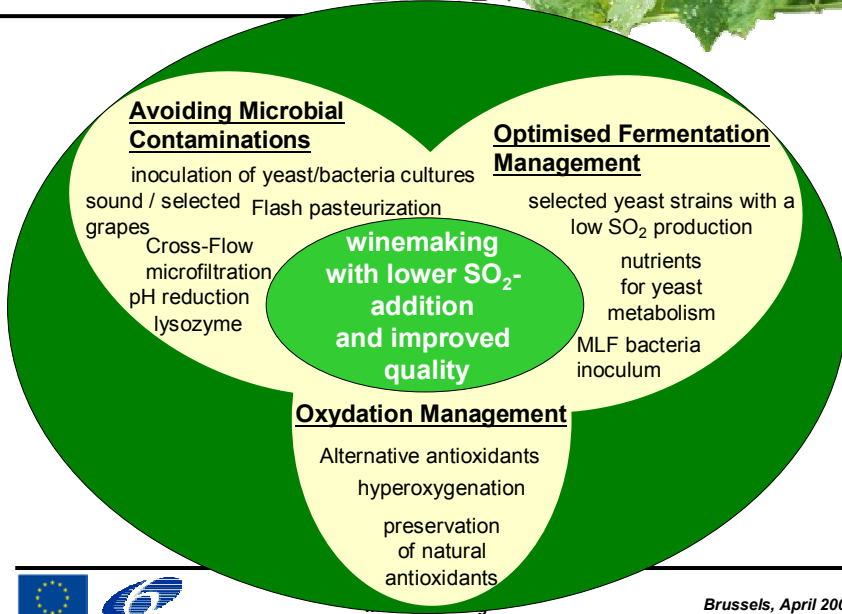 Avoiding Microbial
Contaminations
inoculation of yeast/bacteria cultures
sound / selected
grapes
Flash pasteurization
Cross-Flow
microfiltration
pH reduction
lysozyme
Optimised Fermentation
Management
selected yeast strains with a
low SO₂ production
nutrients
for yeast
metabolism
MLF bacteria
inoculum
winemaking
with lower SO₂-
addition
and improved
quality
Oxydation Management
Alternative antioxidants
hyperoxygenation
preservation
of natural
antioxidants
Brussels, April 200